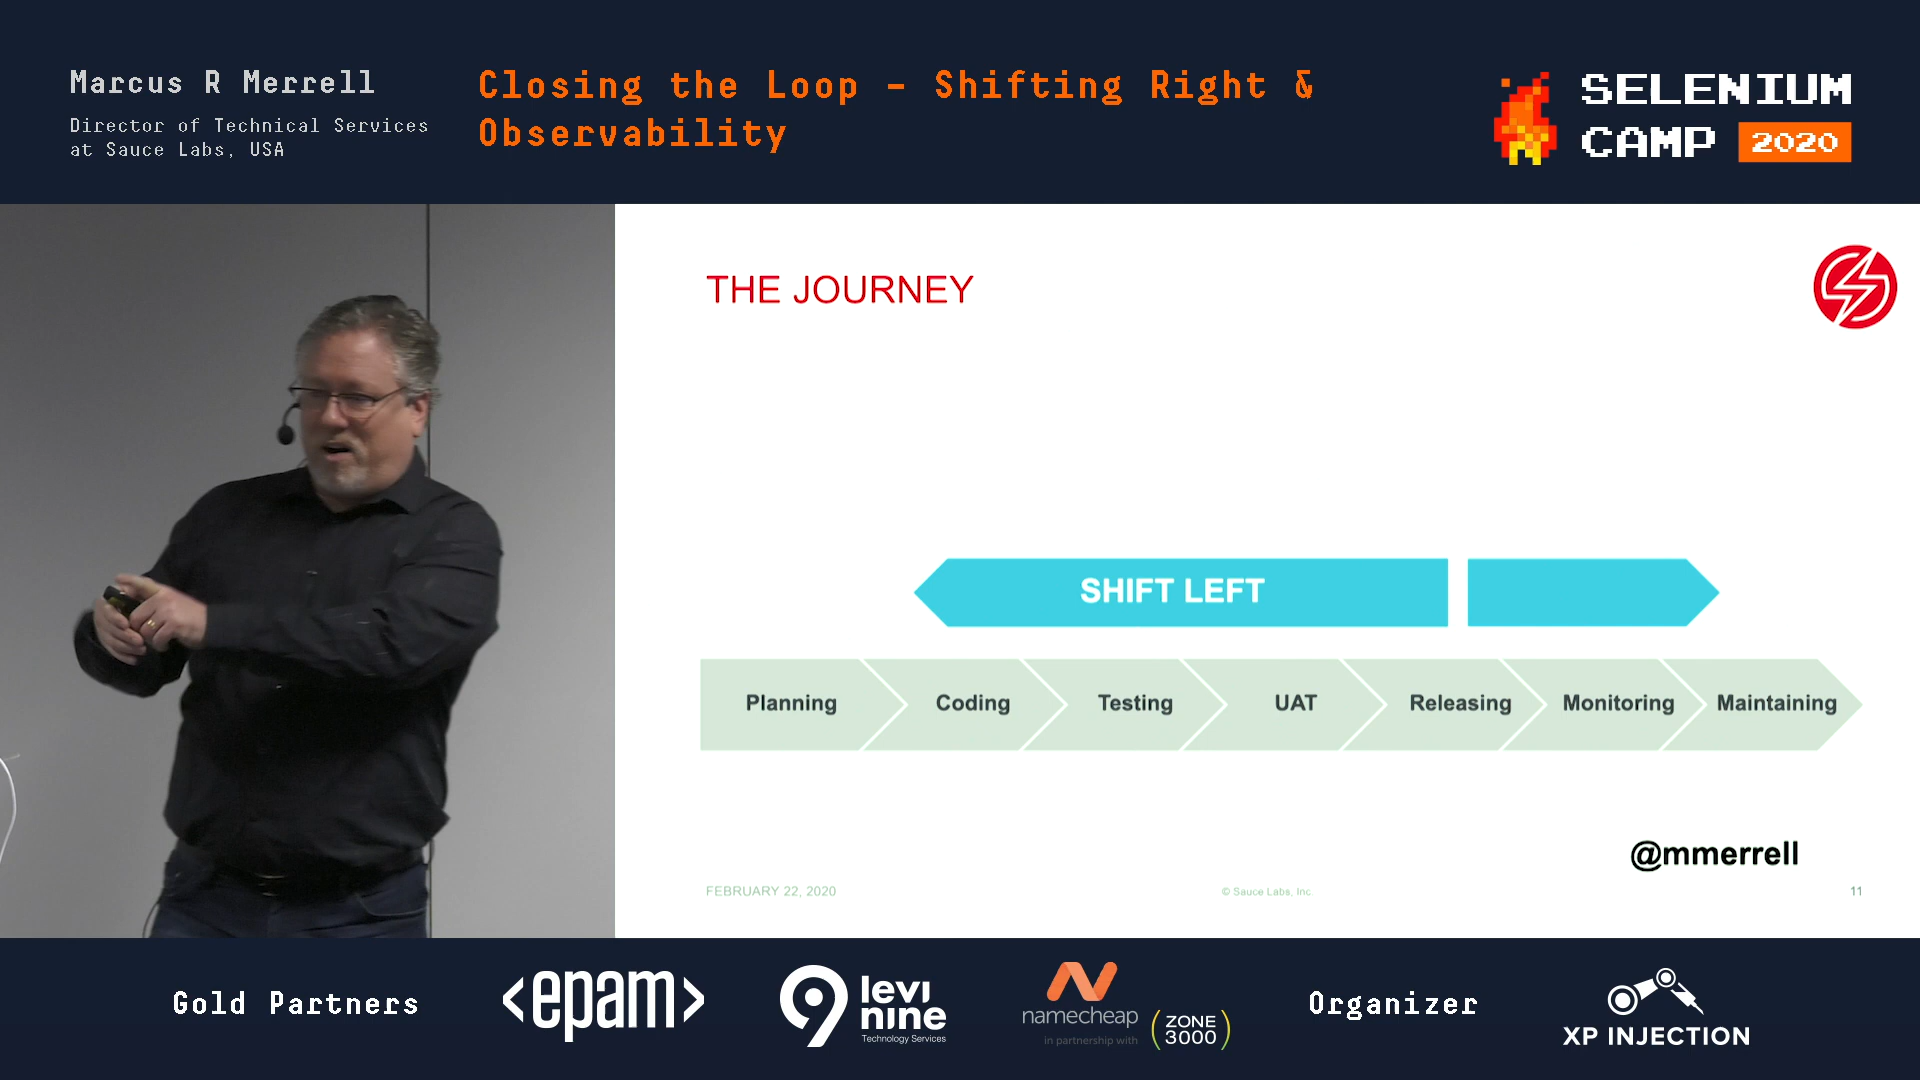 Marcus R Merrell
Director of Technical Services
at Sauce Labs, USA
Closing the Loop – Shifting Right &
Observability
SELENIUM
CAMP 2020
THE JOURNEY
SHIFT LEFT
Planning Coding Testing UAT Releasing Monitoring Maintaining
@mmerrell
FEBRUARY 22, 2020 © Sauce Labs, Inc. 11
Gold Partners
<epam>
9 levi
nine
Technology Services
namecheap
in partnership with
(ZONE
3000)
Organizer
XP INJECTION